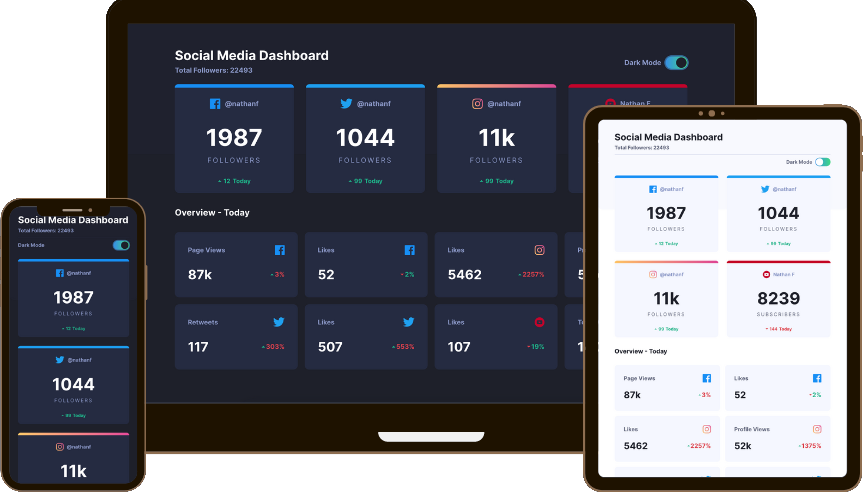 Social Media Dashboard
Total Followers: 22493
Dark Mode
@nathanf
1987
FOLLOWERS
12 Today
@nathanf
1044
FOLLOWERS
99 Today
@nathanf
11k
FOLLOWERS
99 Today
Nathan F
Overview - Today
Page Views
87k
3%
Likes
52
2%
Likes
5462
2257%
Retweets
117
303%
Likes
507
553%
Likes
107
19%
Social Media Dashboard
Total Followers: 22493
Dark Mode
@nathanf
1987
FOLLOWERS
12 Today
@nathanf
1044
FOLLOWERS
99 Today
@nathanf
11k
Social Media Dashboard
Total Followers: 22493
Dark Mode
@nathanf
1987
FOLLOWERS
12 Today
@nathanf
1044
FOLLOWERS
99 Today
@nathanf
11k
FOLLOWERS
99 Today
Nathan F
8239
SUBSCRIBERS
144 Today
Overview - Today
Page Views
87k
3%
Likes
52
2%
Likes
5462
2257%
Profile Views
52k
1375%